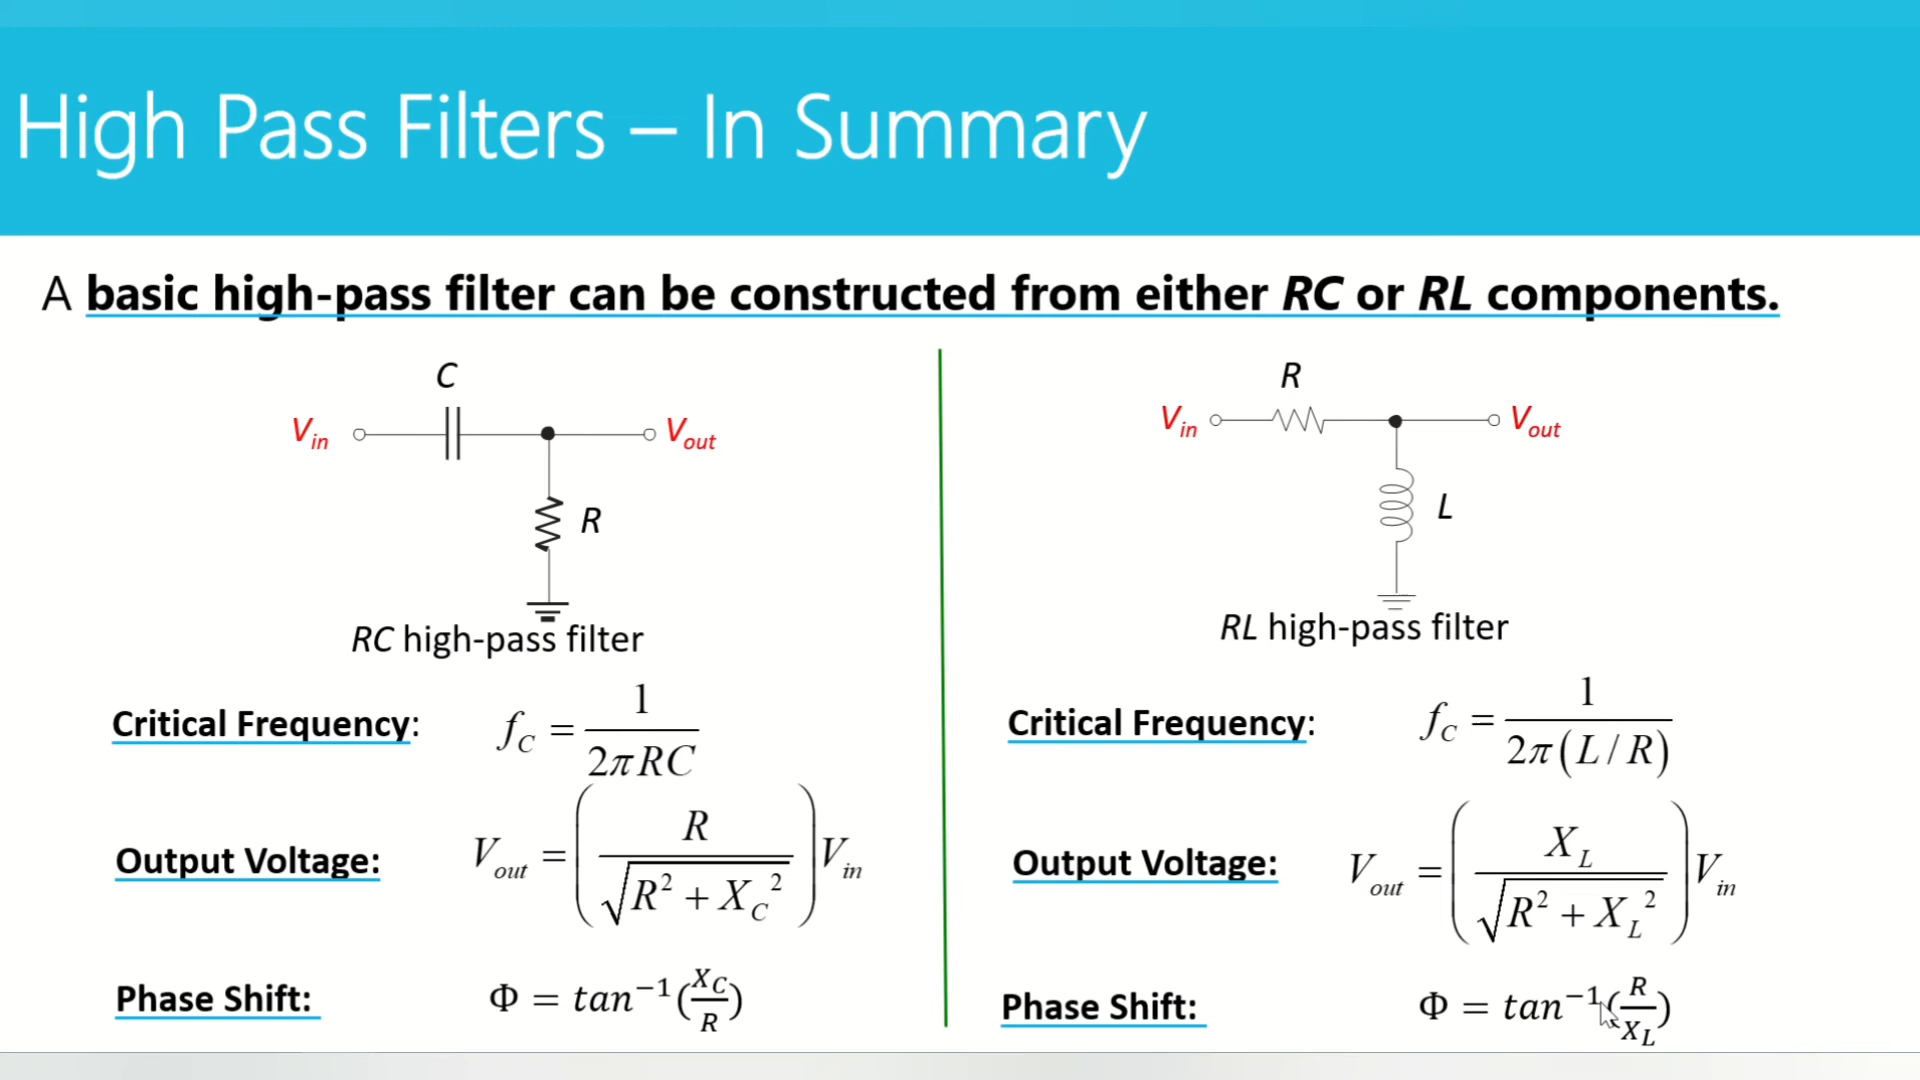 High Pass Filters – In Summary
A basic high-pass filter can be constructed from either RC or RL components.
C
V_in
V_out
R
RC high-pass filter
Critical Frequency:
f_C = 1 / (2πRC)
Output Voltage:
V_out = (R / √(R² + X_C²)) V_in
Phase Shift:
Φ = tan⁻¹(X_C / R)
R
V_in
V_out
L
RL high-pass filter
Critical Frequency:
f_C = 1 / (2π(L / R))
Output Voltage:
V_out = (X_L / √(R² + X_L²)) V_in
Phase Shift:
Φ = tan⁻¹(R / X_L)